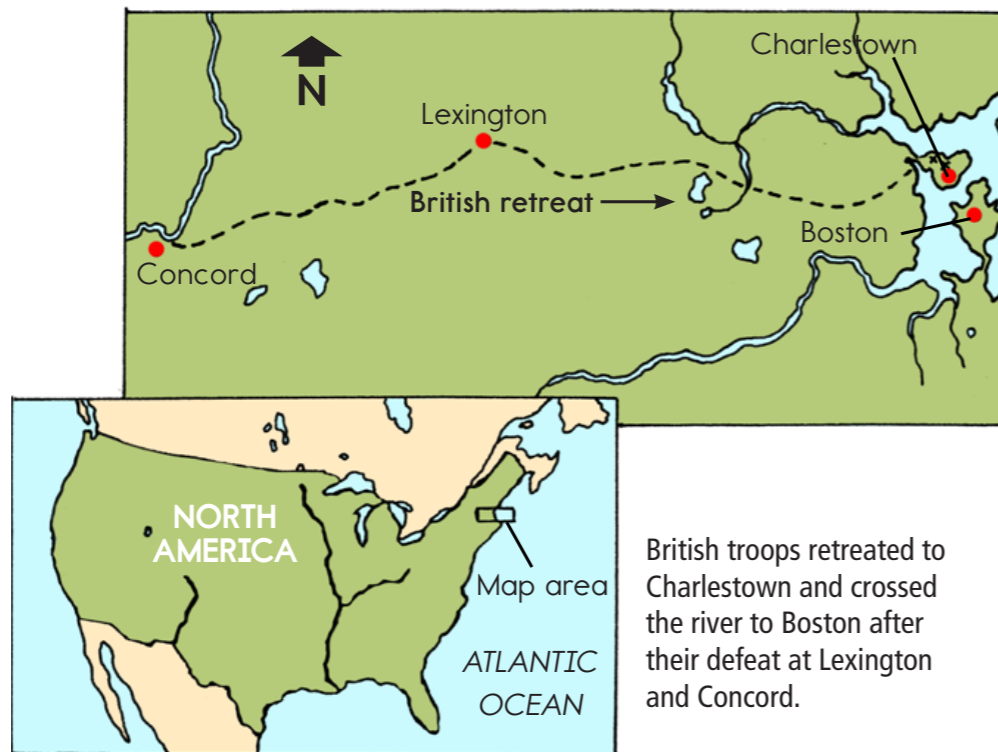 Charlestown
N
Lexington
British retreat
Boston
Concord
NORTH
AMERICA
Map area
ATLANTIC
OCEAN
British troops retreated to
Charlestown and crossed
the river to Boston after
their defeat at Lexington
and Concord.